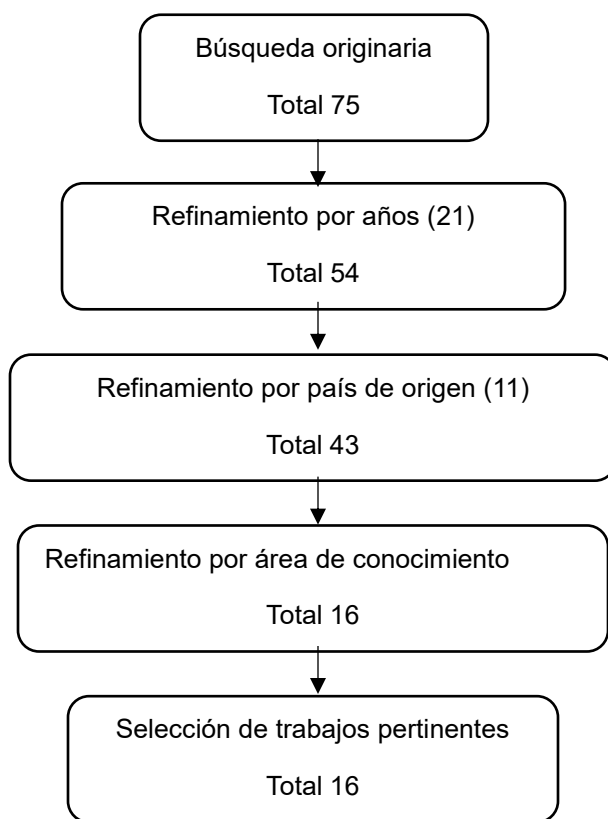 Búsqueda originaria
Total 75
Refinamiento por años (21)
Total 54
Refinamiento por país de origen (11)
Total 43
Refinamiento por área de conocimiento
Total 16
Selección de trabajos pertinentes
Total 16